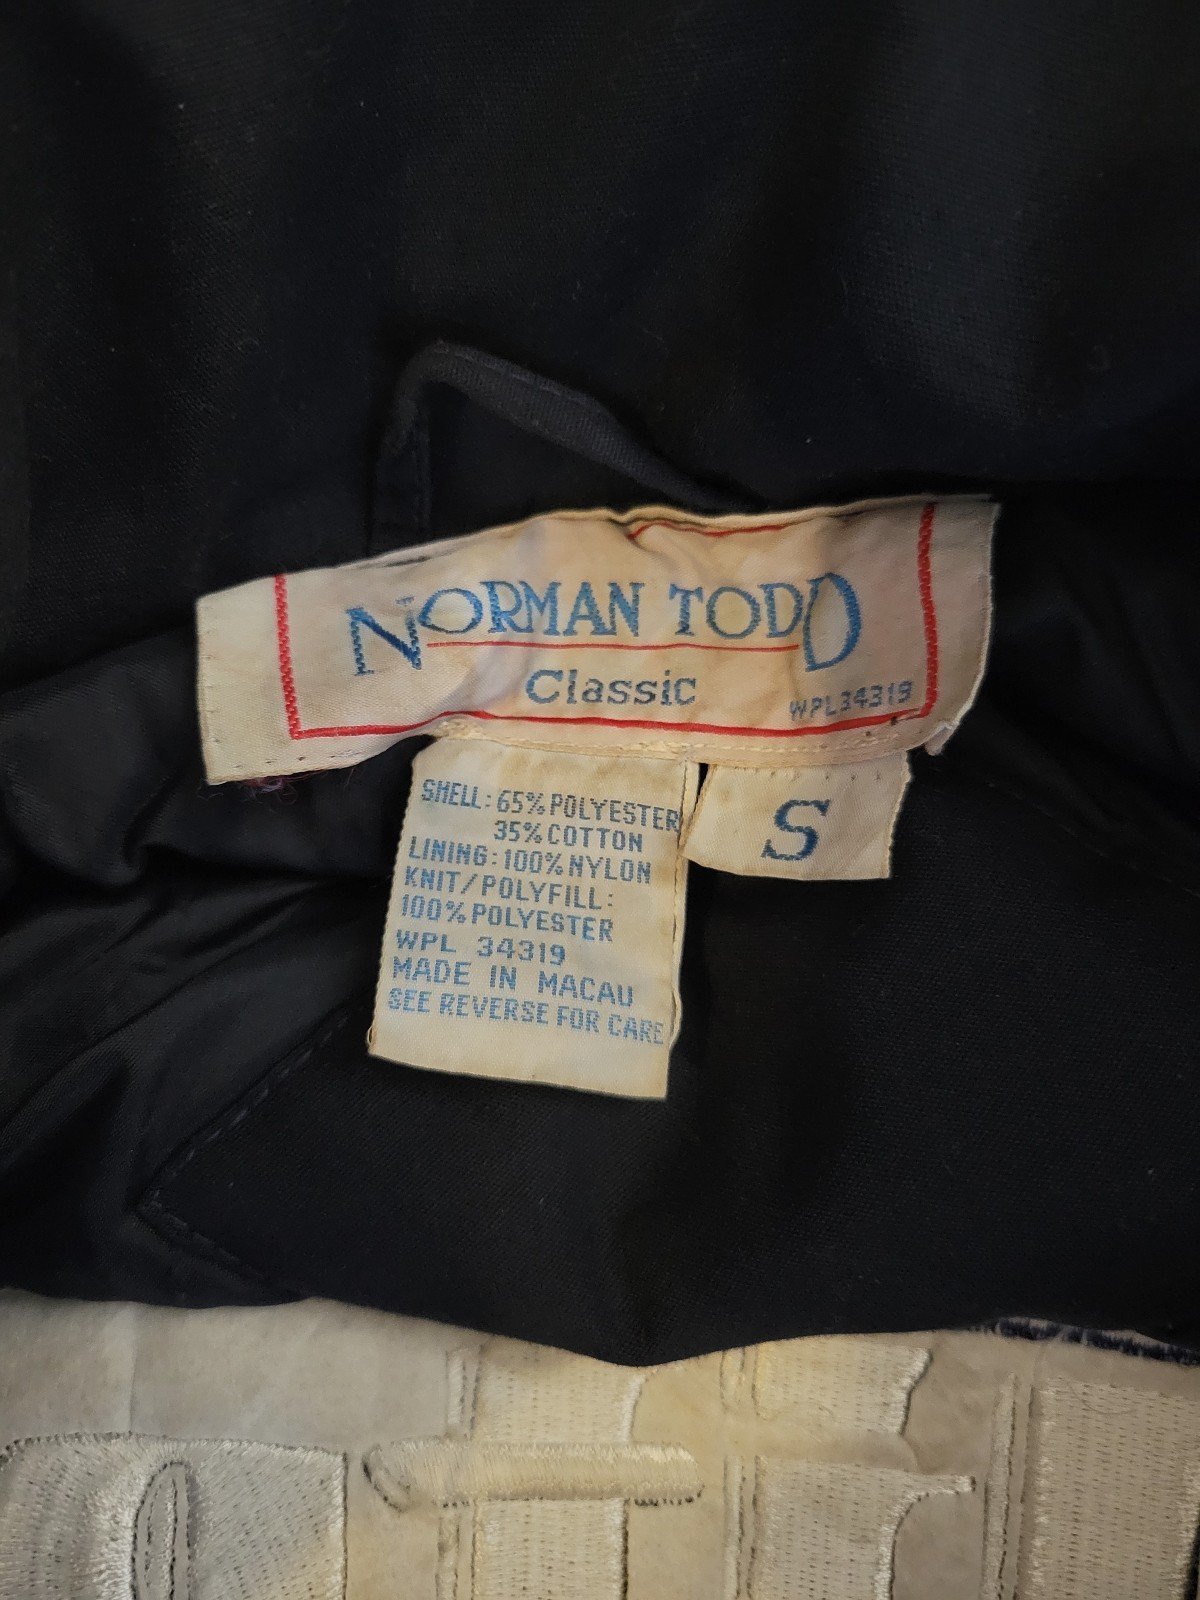 NORMAN TODD
Classic
WPL34319
S
SHELL: 65% POLYESTER
35% COTTON
LINING: 100% NYLON
KNIT/POLYFILL:
100% POLYESTER
WPL 34319
MADE IN MACAU
SEE REVERSE FOR CARE